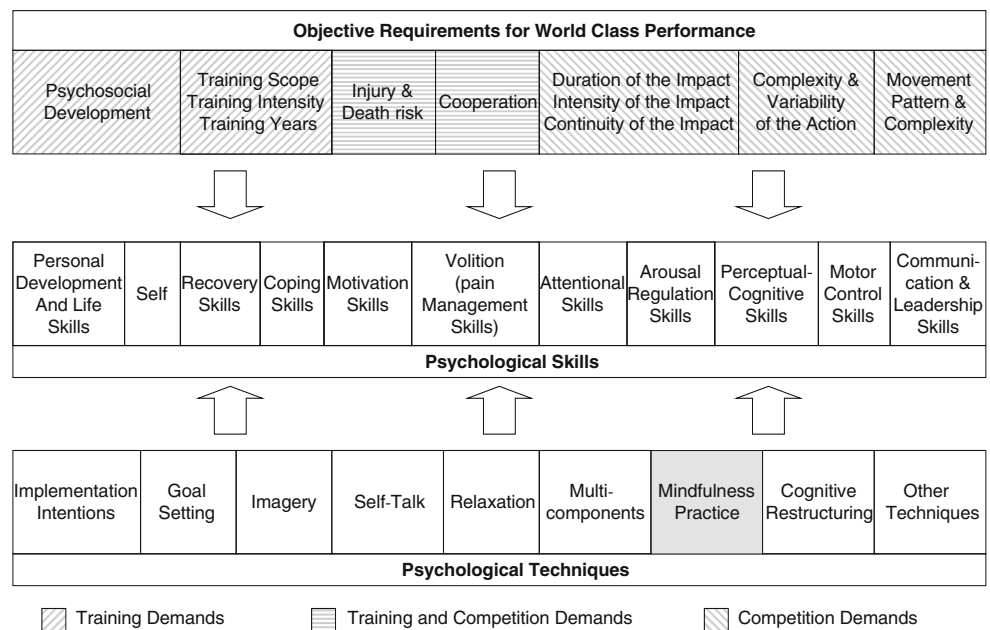 Objective Requirements for World Class Performance
Psychosocial
Development
Training Scope
Training Intensity
Training Years
Injury &
Death risk
Cooperation
Duration of the Impact
Intensity of the Impact
Continuity of the Impact
Complexity &
Variability
of the Action
Movement
Pattern &
Complexity
Personal
Development
And Life
Skills
Self
Recovery
Skills
Coping
Skills
Motivation
Skills
Volition
(pain
Management
Skills)
Attentional
Skills
Arousal
Regulation
Skills
Perceptual-
Cognitive
Skills
Motor
Control
Skills
Communi-
cation &
Leadership
Skills
Psychological Skills
Implementation
Intentions
Goal
Setting
Imagery
Self-Talk
Relaxation
Multi-
components
Mindfulness
Practice
Cognitive
Restructuring
Other
Techniques
Psychological Techniques
Training Demands
Training and Competition Demands
Competition Demands